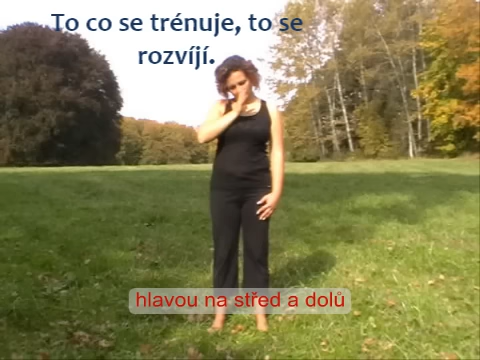 To co se trénuje, to se
rozvíjí.
hlavou na střed a dolů